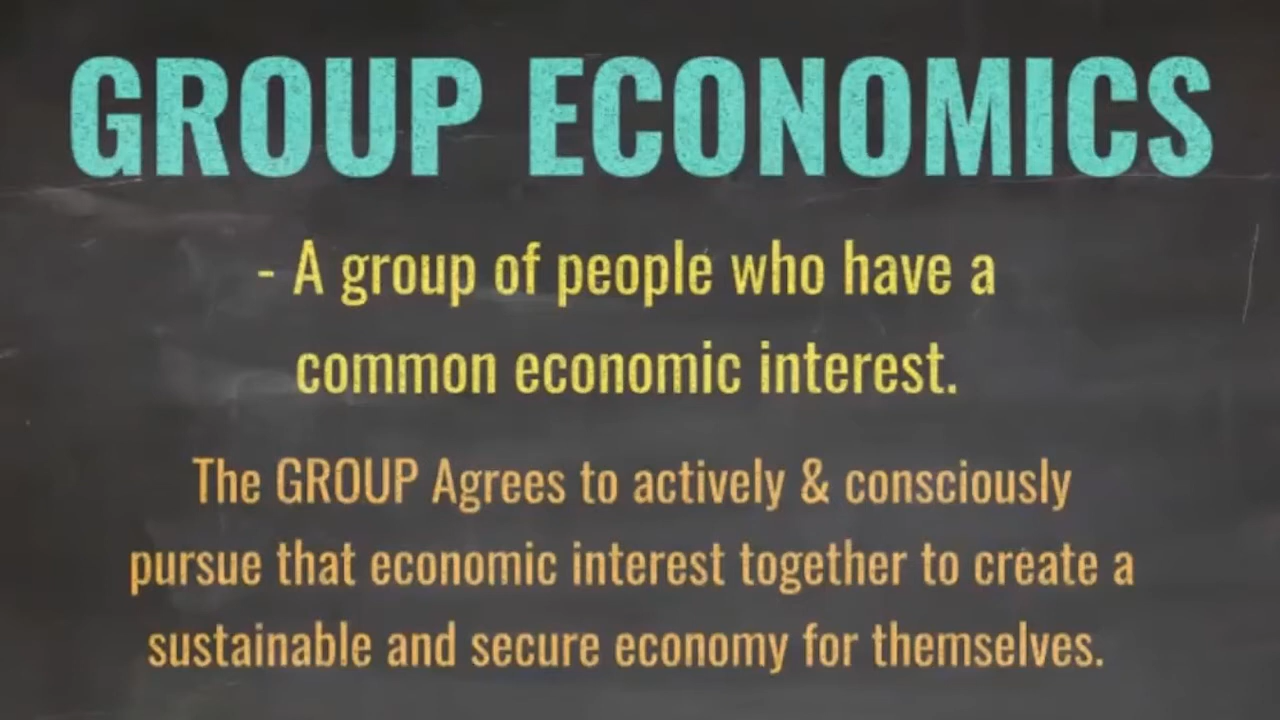 GROUP ECONOMICS
- A group of people who have a
common economic interest.
The GROUP Agrees to actively & consciously
pursue that economic interest together to create a
sustainable and secure economy for themselves.